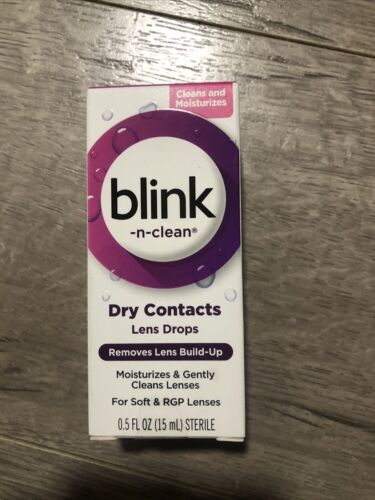 Cleans and
Moisturizes
blink
-n-clean®
Dry Contacts
Lens Drops
Removes Lens Build-Up
Moisturizes & Gently
Cleans Lenses
For Soft & RGP Lenses
0.5 FL OZ (15 mL) STERILE